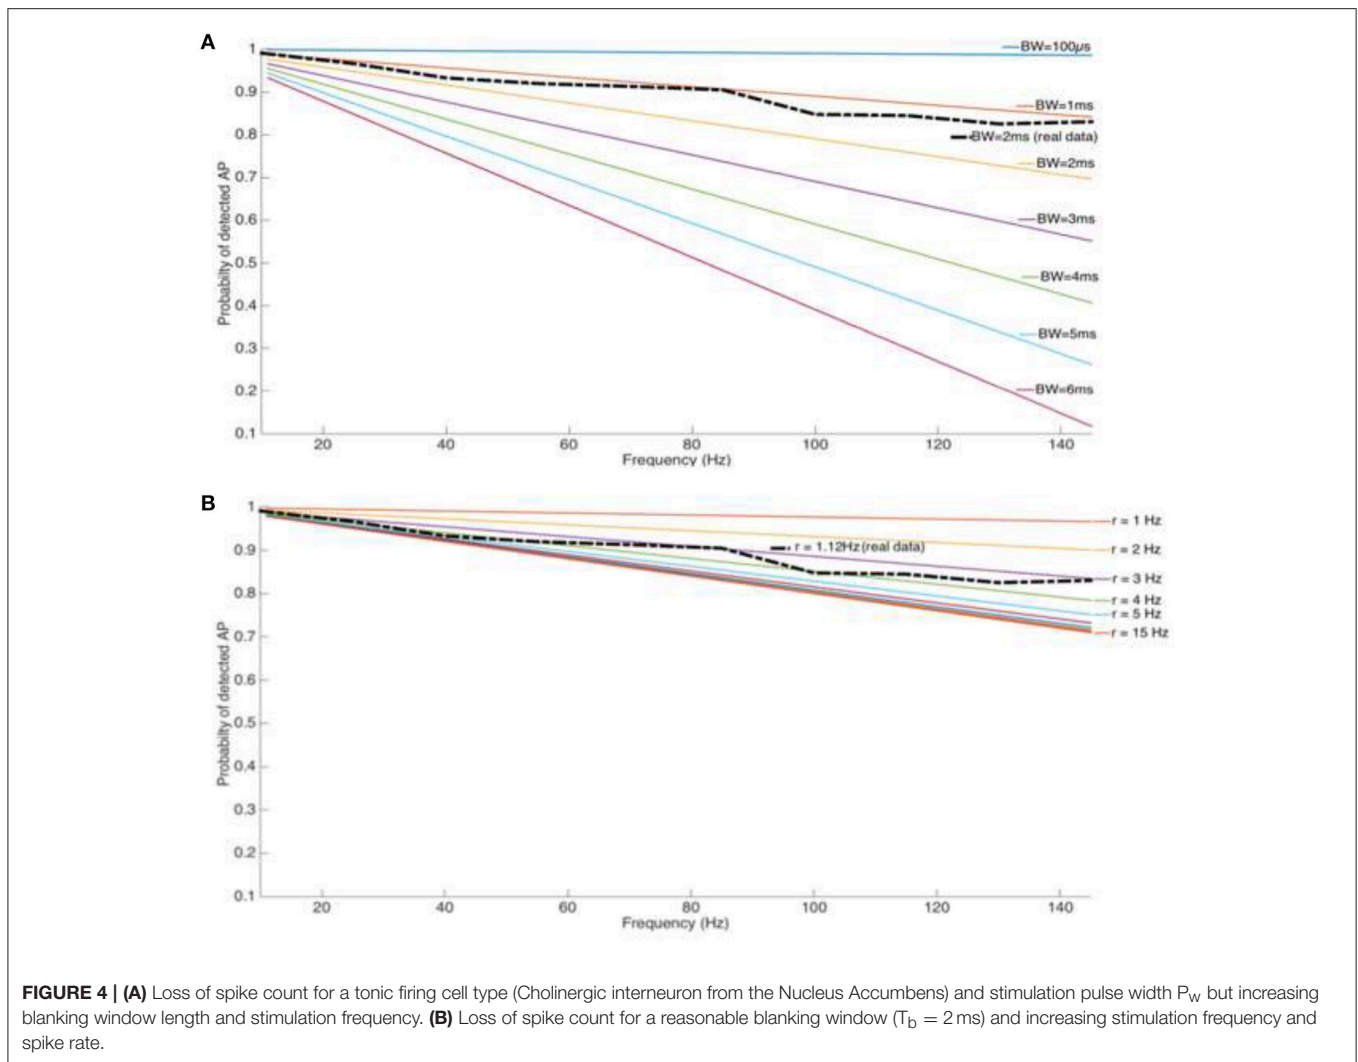 A
1
0.9
0.8
0.7
0.6
0.5
0.4
0.3
0.2
0.1
Probabilty of detected AP
BW=100µs
BW=1ms
BW=2ms (real data)
BW=2ms
BW=3ms
BW=4ms
BW=5ms
BW=6ms
20 40 60 80 100 120 140
Frequency (Hz)
B
1
0.9
0.8
0.7
0.6
0.5
0.4
0.3
0.2
0.1
Probabilty of detected AP
r = 1 Hz
r = 1.12Hz(real data)
r = 2 Hz
r = 3 Hz
r = 4 Hz
r = 5 Hz
r = 15 Hz
20 40 60 80 100 120 140
Frequency (Hz)
FIGURE 4 | (A) Loss of spike count for a tonic firing cell type (Cholinergic interneuron from the Nucleus Accumbens) and stimulation pulse width Pw but increasing
blanking window length and stimulation frequency. (B) Loss of spike count for a reasonable blanking window (Tb = 2 ms) and increasing stimulation frequency and
spike rate.